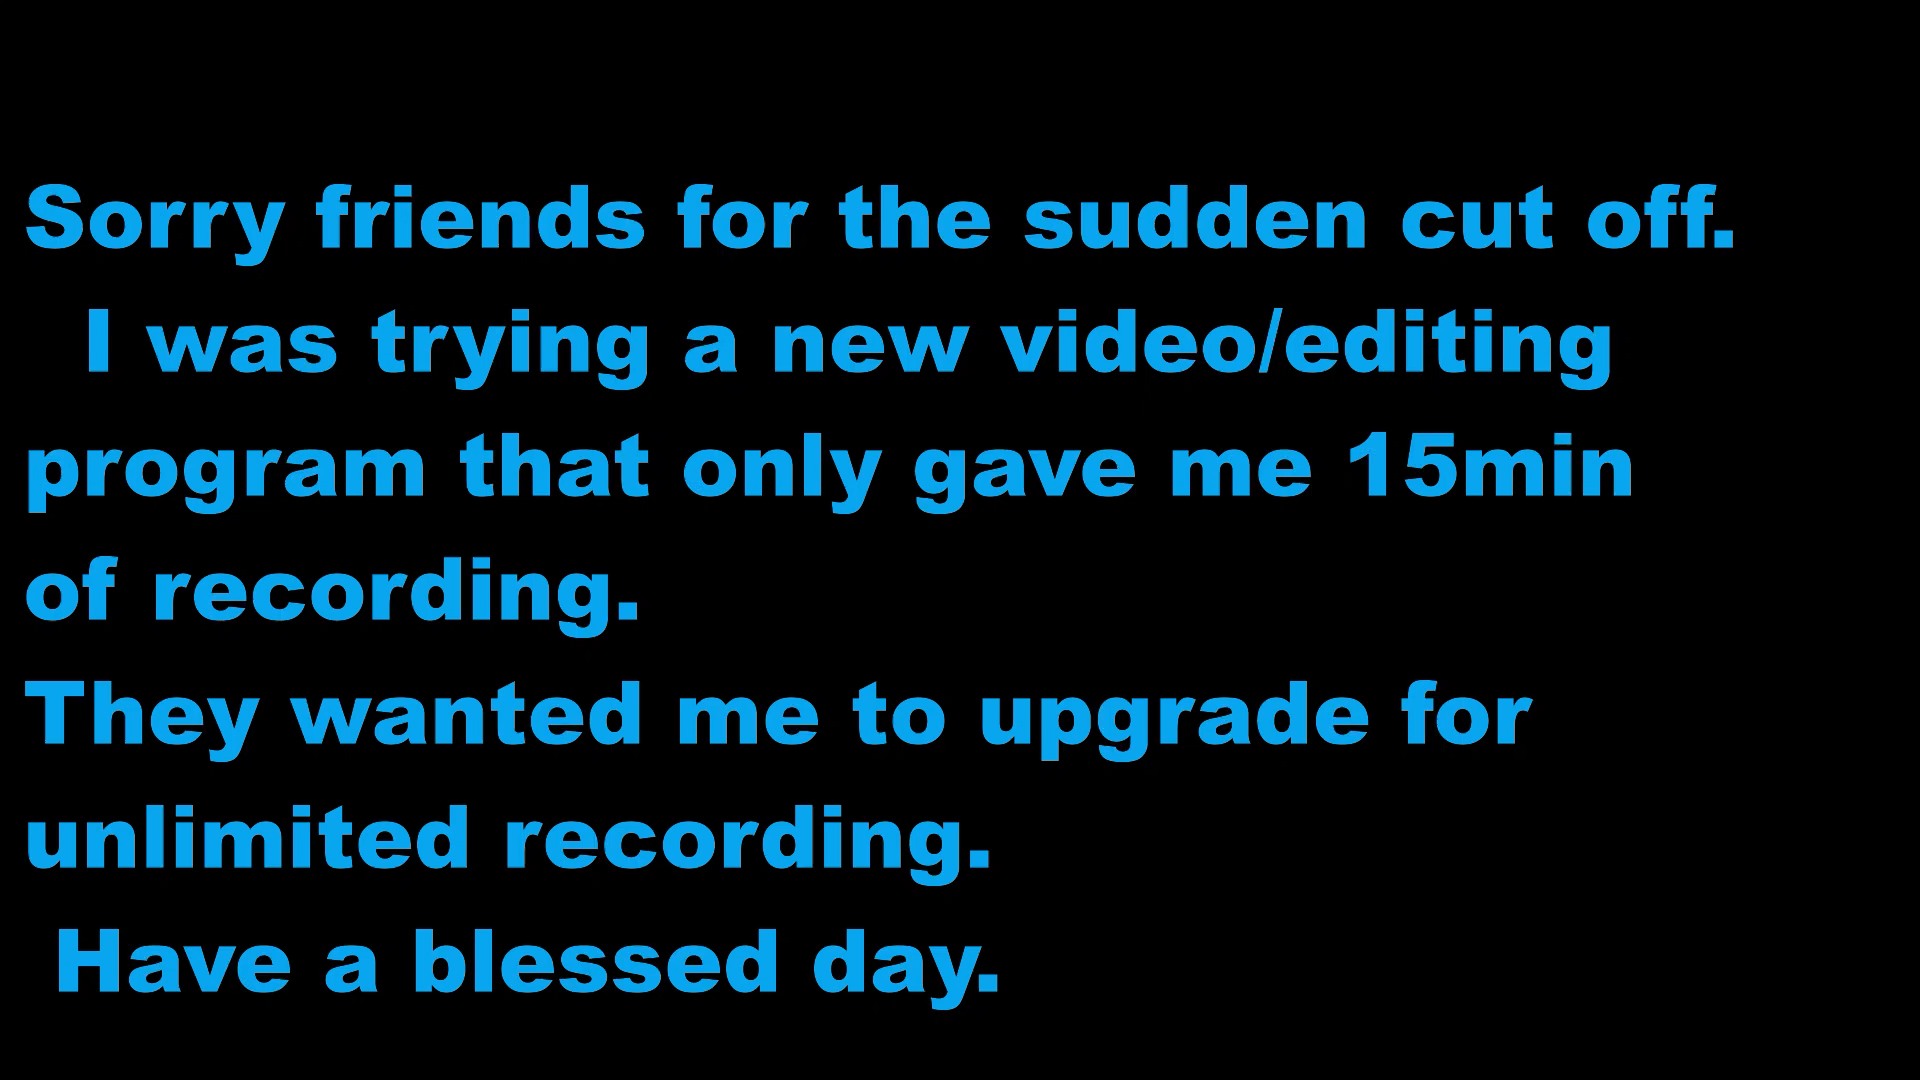 Sorry friends for the sudden cut off.
I was trying a new video/editing
program that only gave me 15min
of recording.
They wanted me to upgrade for
unlimited recording.
Have a blessed day.